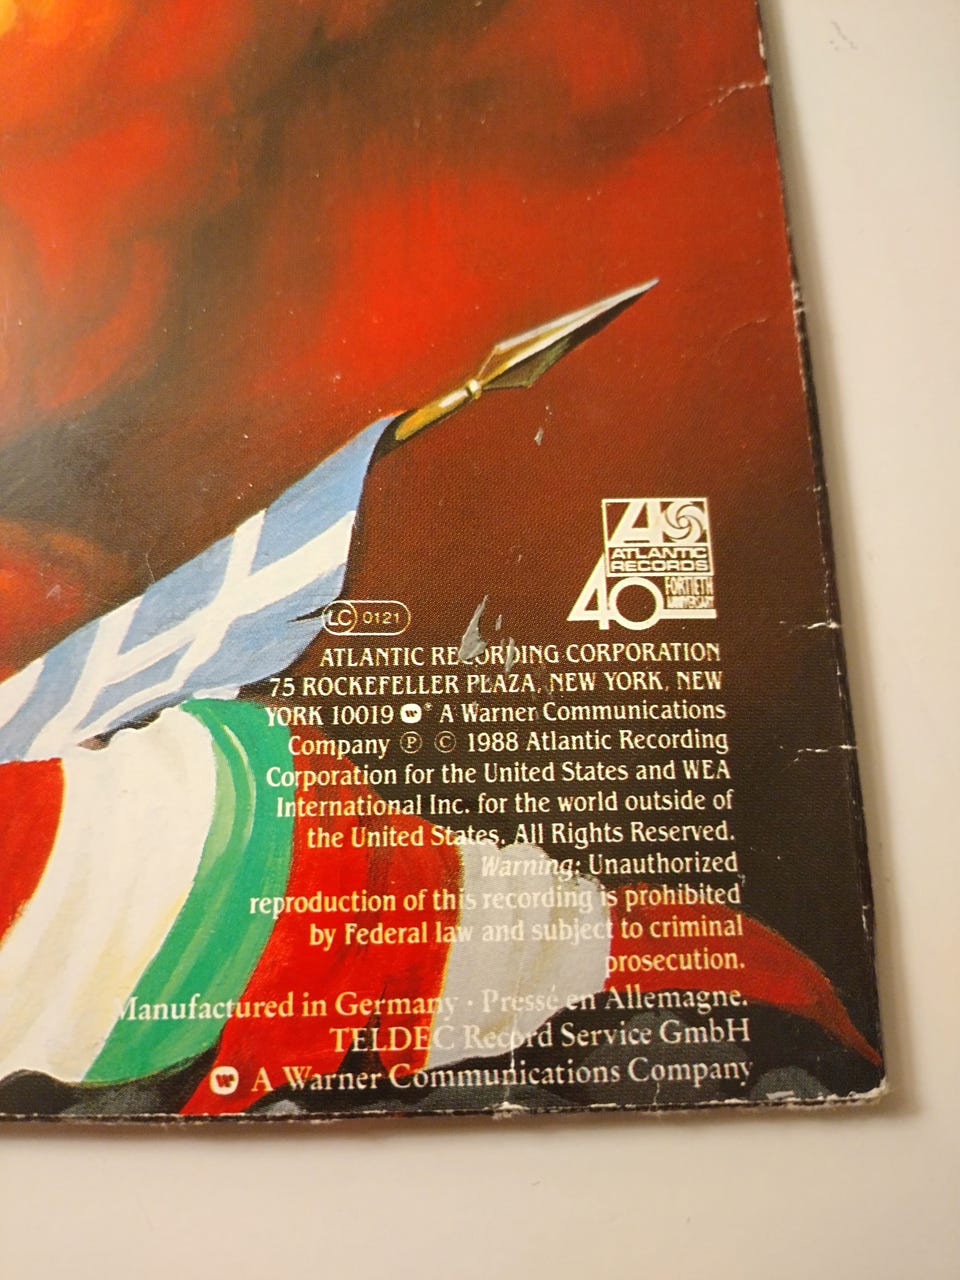 ATLANTIC
RECORDS
40 FORTIETH
ANNIVERSARY
LC 0121
ATLANTIC RECORDING CORPORATION
75 ROCKEFELLER PLAZA, NEW YORK, NEW
YORK 10019 ® A Warner Communications
Company Ⓟ © 1988 Atlantic Recording
Corporation for the United States and WEA
International Inc. for the world outside of
the United States. All Rights Reserved.
Warning: Unauthorized
reproduction of this recording is prohibited
by Federal law and subject to criminal
prosecution.
Manufactured in Germany · Pressé en Allemagne.
TELDEC Record Service GmbH
A Warner Communications Company